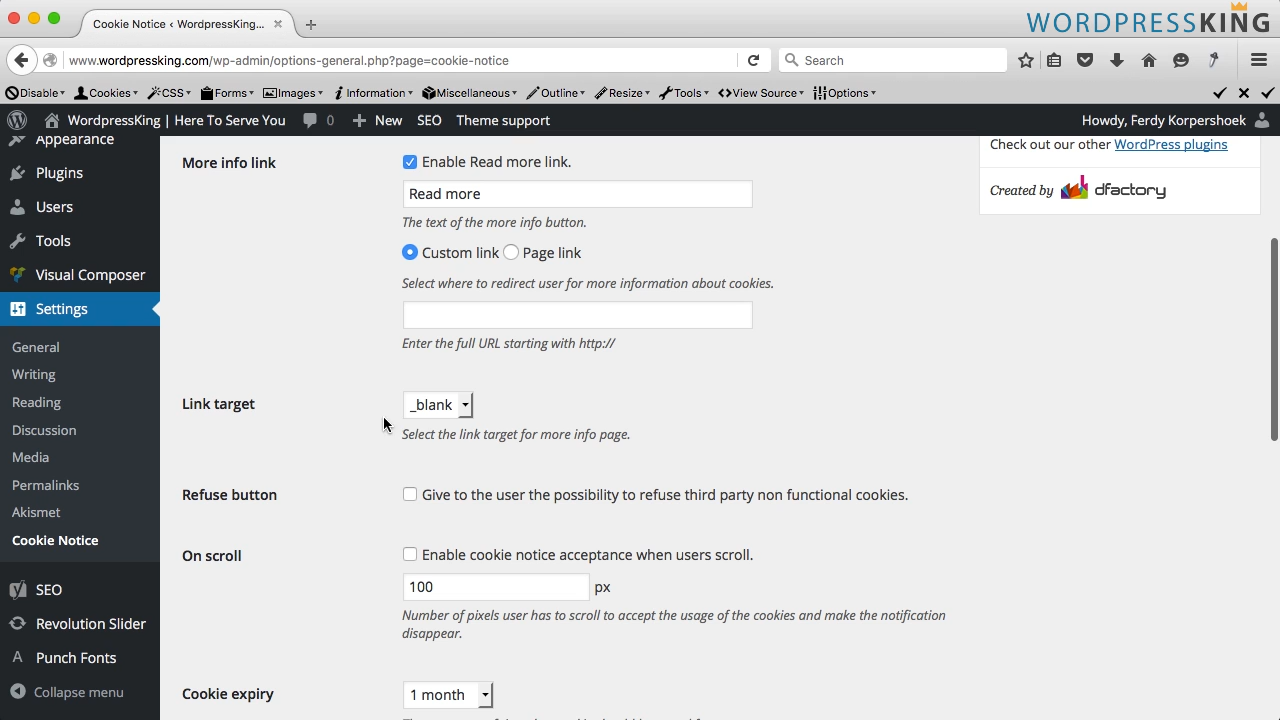 Cookie Notice ‹ WordpressKing...
WORDPRESSKING
www.wordpressking.com/wp-admin/options-general.php?page=cookie-notice
Search
Disable Cookies CSS Forms Images Information Miscellaneous Outline Resize Tools View Source Options
WordpressKing | Here To Serve You 0 New SEO Theme support Howdy, Ferdy Korpershoek
Appearance
Plugins
Users
Tools
Visual Composer
Settings
General
Writing
Reading
Discussion
Media
Permalinks
Akismet
Cookie Notice
SEO
Revolution Slider
Punch Fonts
Collapse menu
More info link
Enable Read more link.
Read more
The text of the more info button.
Custom link Page link
Select where to redirect user for more information about cookies.
Enter the full URL starting with http://
Link target
_blank
Select the link target for more info page.
Refuse button
Give to the user the possibility to refuse third party non functional cookies.
On scroll
Enable cookie notice acceptance when users scroll.
100 px
Number of pixels user has to scroll to accept the usage of the cookies and make the notification
disappear.
Cookie expiry
1 month
Check out our other WordPress plugins
Created by dfactory